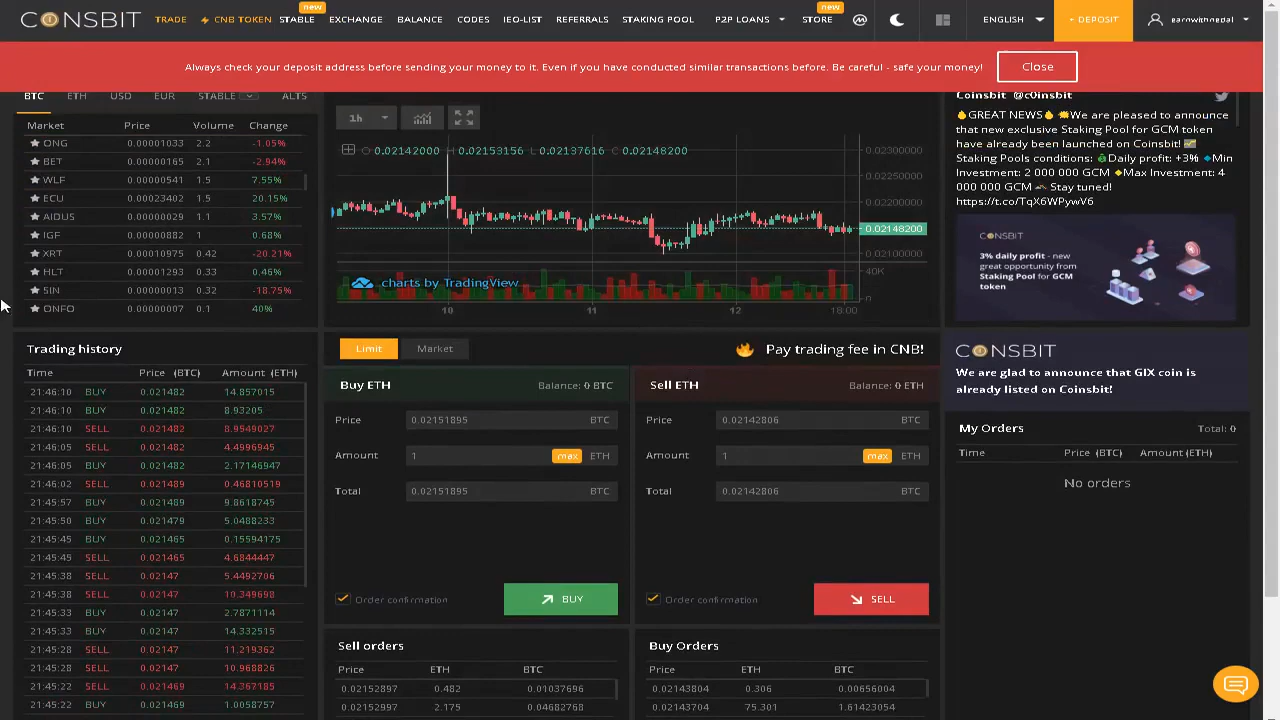 CONSBIT
TRADE
CNB TOKEN
STABLE
new
EXCHANGE
BALANCE
CODES
IEO-LIST
REFERRALS
STAKING POOL
P2P LOANS
STORE
new
ENGLISH
DEPOSIT
Always check your deposit address before sending your money to it. Even if you have conducted similar transactions before. Be careful - safe your money!
Close
BTC ETH USD EUR STABLE ALTS
Market Price Volume Change
ONG 0.00001033 2.2 -1.05%
BET 0.00000165 2.1 -2.94%
WLF 0.00000541 1.5 7.55%
ECU 0.00023402 1.5 20.15%
AIDUS 0.00000029 1.1 3.57%
IGF 0.00000882 1 0.68%
XRT 0.00010975 0.42 -20.21%
HLT 0.00001293 0.33 0.46%
SIN 0.00000013 0.32 -18.75%
ONFO 0.00000007 0.1 40%
1h
O 0.02142000 H 0.02153156 L 0.02137616 C 0.02148200
0.02300000
0.02250000
0.02200000
0.02148200
0.02100000
40K
0
charts by TradingView
10 11 12 18:00
Coinsbit @c0insbit
GREAT NEWS We are pleased to announce
that new exclusive Staking Pool for GCM token
have already been launched on Coinsbit!
Staking Pools conditions: Daily profit: +3% Min
Investment: 2 000 000 GCM Max Investment: 4
000 000 GCM Stay tuned!
https://t.co/TqX6WPywV6
CONSBIT
3% daily profit - new
great opportunity from
Staking Pool for GCM
token
CONSBIT
We are glad to announce that GIX coin is
already listed on Coinsbit!
My Orders Total: 0
Time Price (BTC) Amount (ETH)
No orders
Trading history
Time Price (BTC) Amount (ETH)
21:46:10 BUY 0.021482 14.857015
21:46:10 BUY 0.021482 8.93205
21:46:10 SELL 0.021482 8.9549027
21:46:05 SELL 0.021482 4.4996945
21:46:05 BUY 0.021482 2.17146947
21:46:02 SELL 0.021489 0.46810519
21:45:57 BUY 0.021489 9.8618745
21:45:50 BUY 0.021479 5.0488233
21:45:45 BUY 0.021465 0.15594175
21:45:45 SELL 0.021465 4.6844447
21:45:38 SELL 0.02147 5.4492706
21:45:38 SELL 0.02147 10.349698
21:45:33 BUY 0.02147 2.7871114
21:45:33 BUY 0.02147 14.332515
21:45:28 SELL 0.02147 11.219362
21:45:28 SELL 0.02147 10.968826
21:45:22 SELL 0.021469 14.367185
21:45:22 BUY 0.021469 1.0058757
Limit Market
Pay trading fee in CNB!
Buy ETH Balance: 0 BTC
Price 0.02151895 BTC
Amount 1 max ETH
Total 0.02151895 BTC
Order confirmation
BUY
Sell ETH Balance: 0 ETH
Price 0.02142806 BTC
Amount 1 max ETH
Total 0.02142806 BTC
Order confirmation
SELL
Sell orders
Price ETH BTC
0.02152897 0.482 0.01037696
0.02152997 2.175 0.04682768
Buy Orders
Price ETH BTC
0.02143804 0.306 0.00656004
0.02143704 75.301 1.61423054